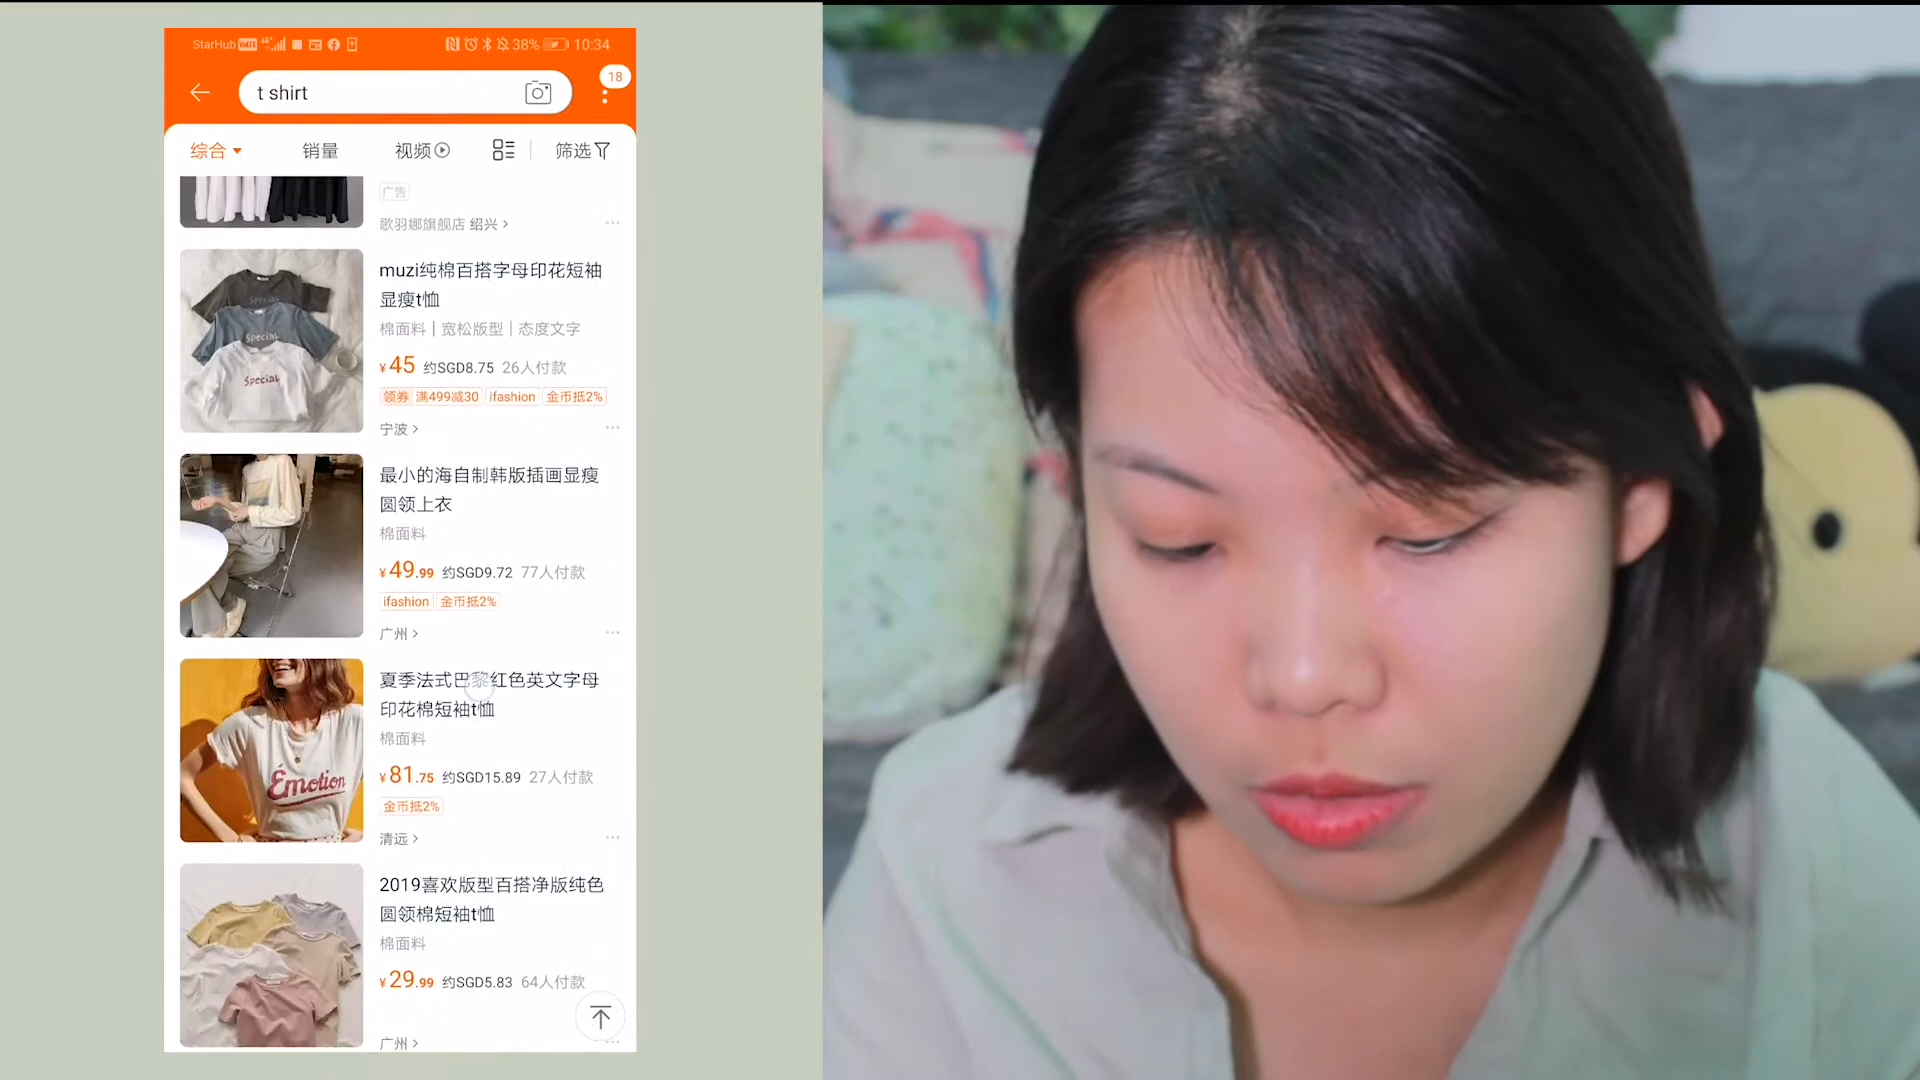 StarHub 38% 10:34
t shirt
18
综合 销量 视频 筛选
广告
歌羽娜旗舰店 绍兴 >
muzi纯棉百搭字母印花短袖
显瘦t恤
棉面料 | 宽松版型 | 态度文字
¥45 约SGD8.75 26人付款
领券 满499减30 ifashion 金币抵2%
宁波 >
Special
Special
Special
最小的海自制韩版插画显瘦
圆领上衣
棉面料
¥49.99 约SGD9.72 77人付款
ifashion 金币抵2%
广州 >
夏季法式巴黎红色英文字母
印花棉短袖t恤
棉面料
¥81.75 约SGD15.89 27人付款
金币抵2%
清远 >
Émotion
2019喜欢版型百搭净版纯色
圆领棉短袖t恤
棉面料
¥29.99 约SGD5.83 64人付款
广州 >